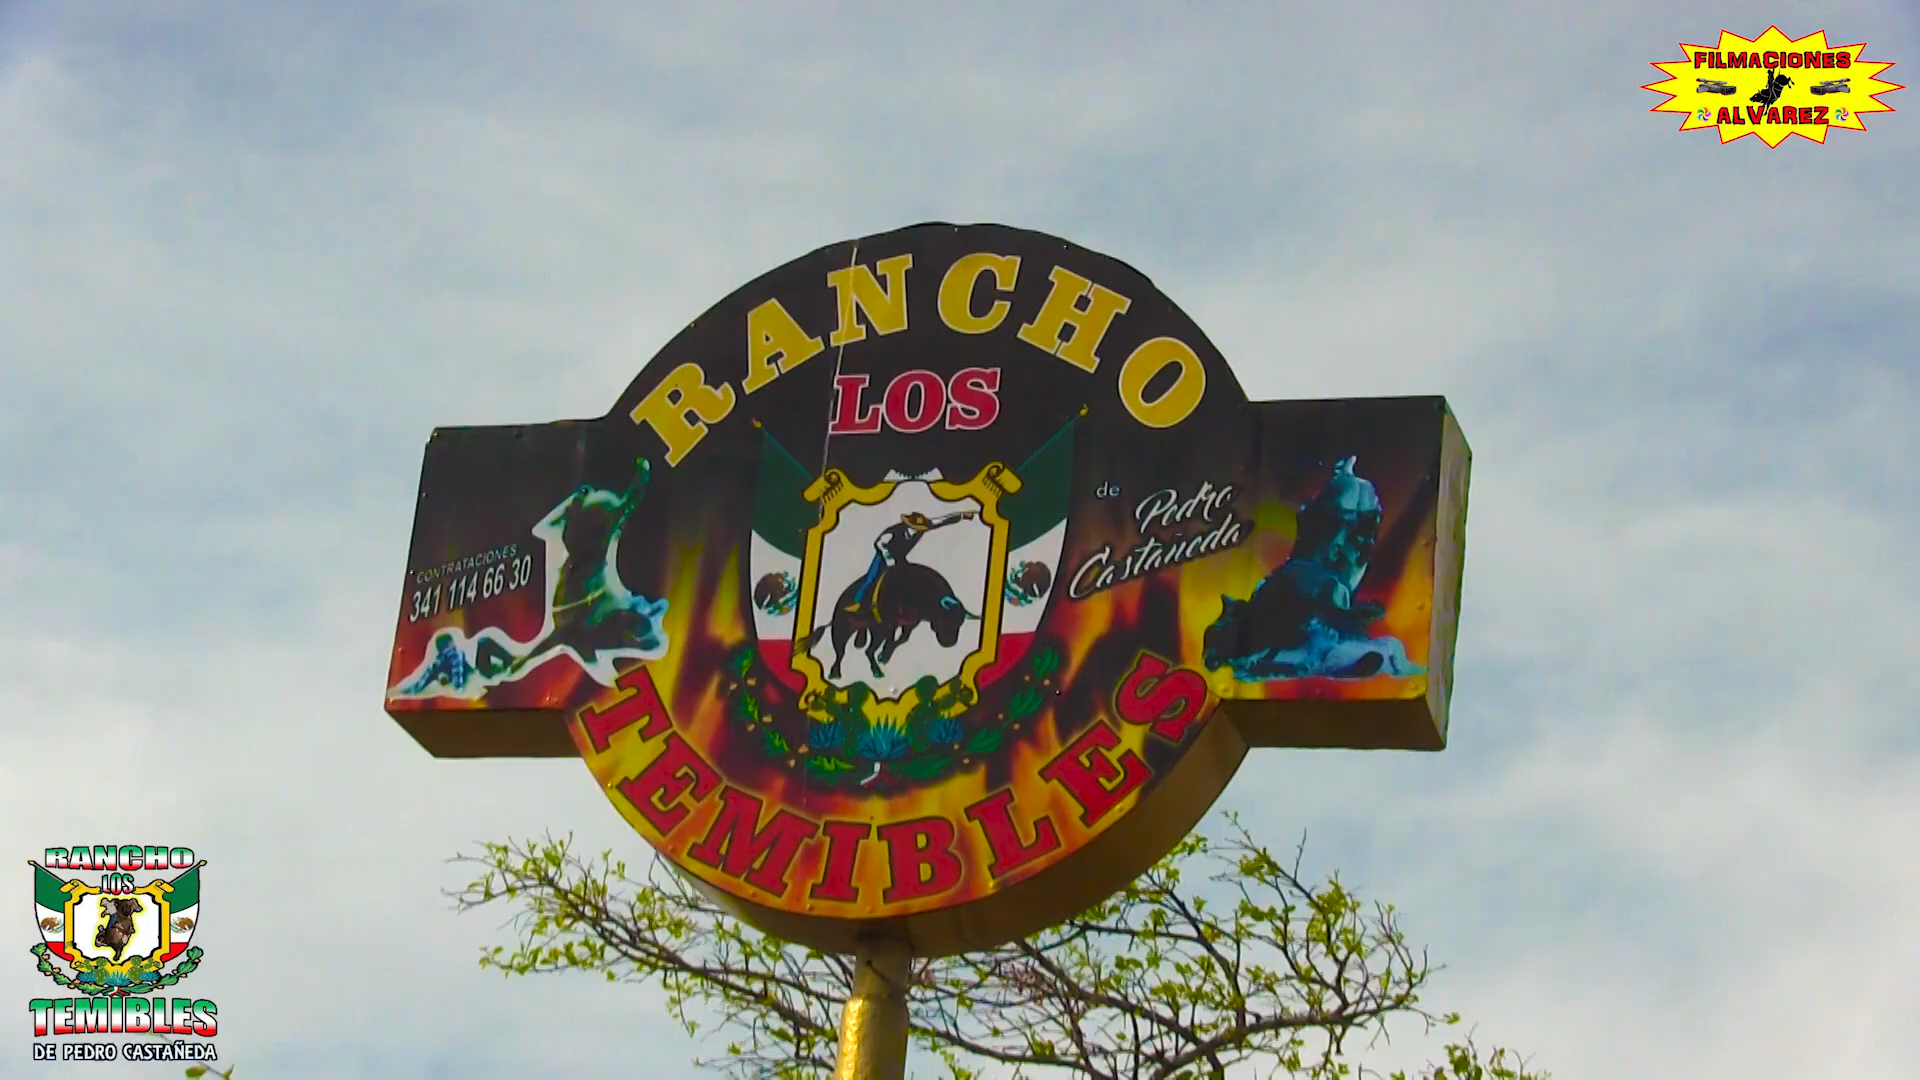 FILMACIONES
ALVAREZ
RANCHO
LOS
de Pedro
Castañeda
CONTRATACIONES
341 114 66 30
TEMIBLES
RANCHO
LOS
TEMIBLES
DE PEDRO CASTAÑEDA